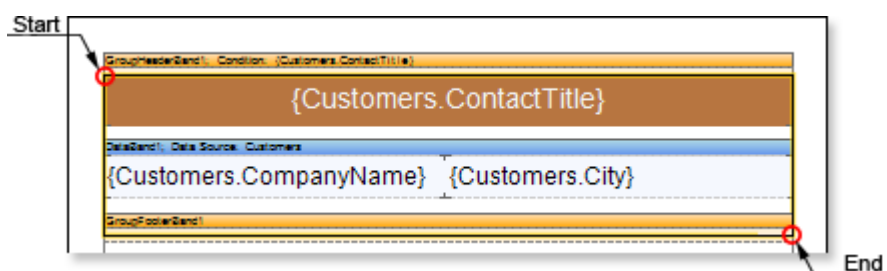 Start
GroupHeaderBand1; Condition: {Customers.ContactTitle}
{Customers.ContactTitle}
DataBand1; Data Source: Customers
{Customers.CompanyName} {Customers.City}
GroupFooterBand1
End